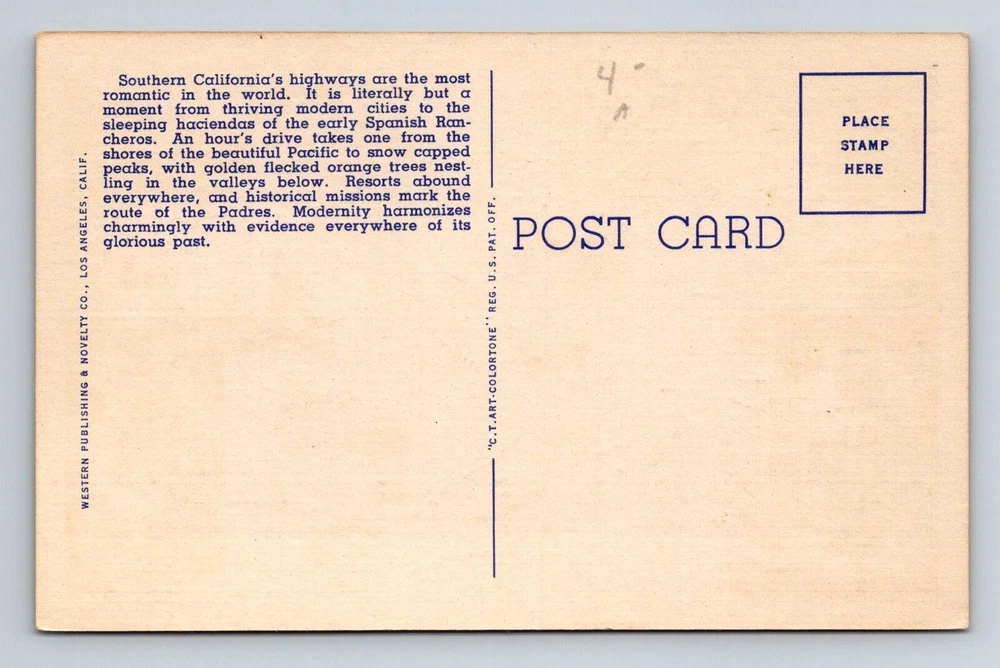 Southern California's highways are the most
romantic in the world. It is literally but a
moment from thriving modern cities to the
sleeping haciendas of the early Spanish Ran-
cheros. An hour's drive takes one from the
shores of the beautiful Pacific to snow capped
peaks, with golden flecked orange trees nest-
ling in the valleys below. Resorts abound
everywhere, and historical missions mark the
route of the Padres. Modernity harmonizes
charmingly with evidence everywhere of its
glorious past.
WESTERN PUBLISHING & NOVELTY CO., LOS ANGELES, CALIF.
"C.T. ART-COLORTONE" REG. U.S. PAT. OFF.
4 -
A
POST CARD
PLACE
STAMP
HERE